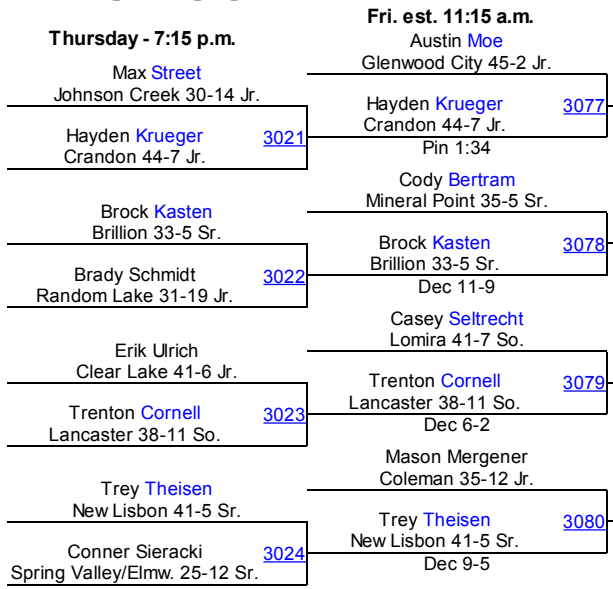 Thursday - 7:15 p.m.
Max Street
Johnson Creek 30-14 Jr.
Hayden Krueger
Crandon 44-7 Jr.
3021
Brock Kasten
Brillion 33-5 Sr.
Brady Schmidt
Random Lake 31-19 Jr.
3022
Erik Ulrich
Clear Lake 41-6 Jr.
Trenton Cornell
Lancaster 38-11 So.
3023
Trey Theisen
New Lisbon 41-5 Sr.
Conner Sieracki
Spring Valley/Elmw. 25-12 Sr.
3024
Fri. est. 11:15 a.m.
Austin Moe
Glenwood City 45-2 Jr.
Hayden Krueger
Crandon 44-7 Jr.
3077
Pin 1:34
Cody Bertram
Mineral Point 35-5 Sr.
Brock Kasten
Brillion 33-5 Sr.
3078
Dec 11-9
Casey Seltrecht
Lomira 41-7 So.
Trenton Cornell
Lancaster 38-11 So.
3079
Dec 6-2
Mason Mergener
Coleman 35-12 Jr.
Trey Theisen
New Lisbon 41-5 Sr.
3080
Dec 9-5